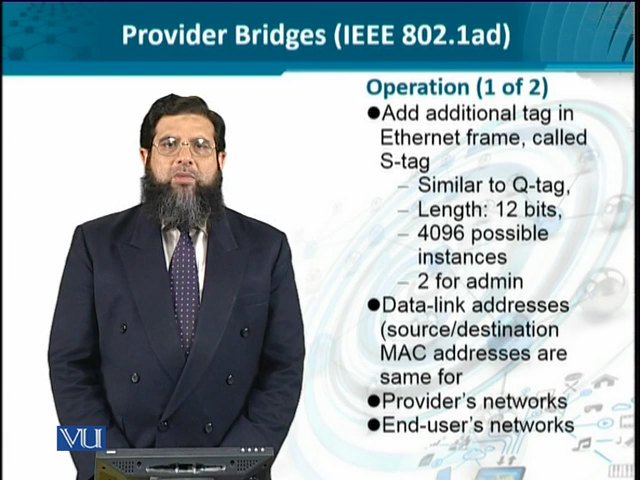 Provider Bridges (IEEE 802.1ad)
Operation (1 of 2)
●Add additional tag in
Ethernet frame, called
S-tag
– Similar to Q-tag,
– Length: 12 bits,
– 4096 possible
instances
– 2 for admin
●Data-link addresses
(source/destination
MAC addresses are
same for
●Provider's networks
●End-user's networks
VU